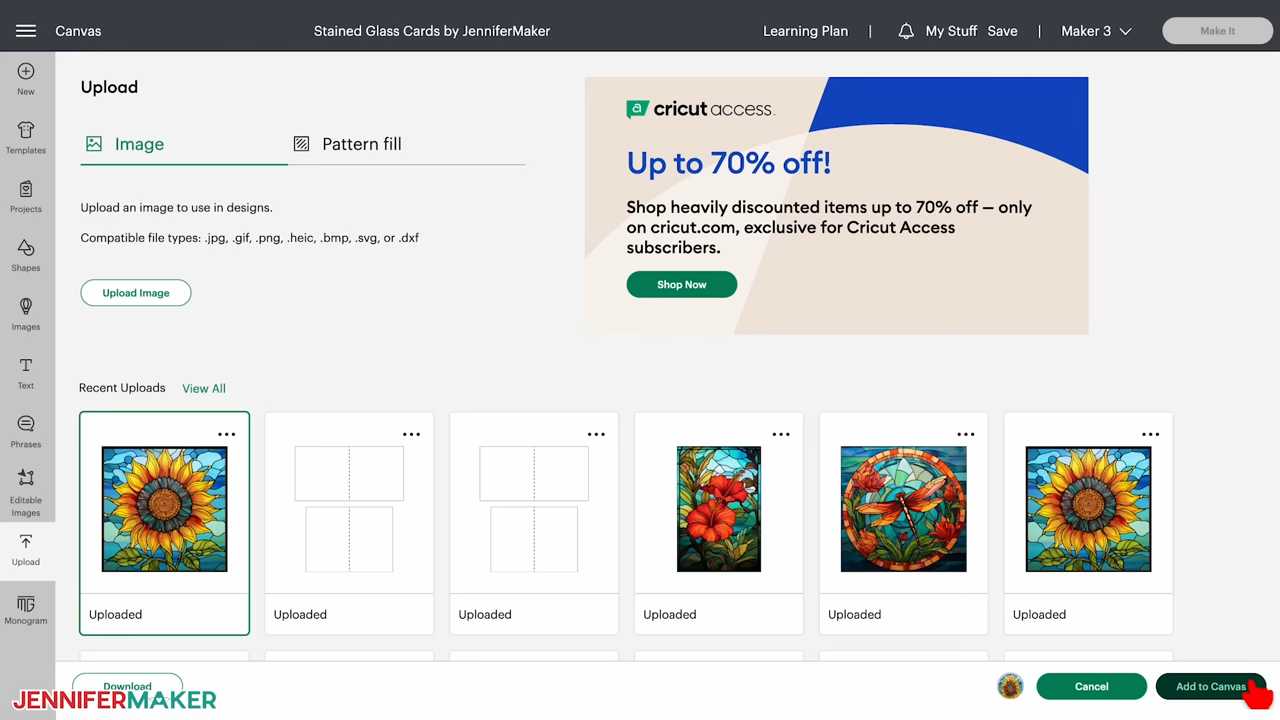 Canvas
Stained Glass Cards by JenniferMaker
Learning Plan | My Stuff Save | Maker 3
Make It
New
Templates
Projects
Shapes
Images
Text
Phrases
Editable
Images
Upload
Monogram
Upload
Image
Pattern fill
Upload an image to use in designs.
Compatible file types: .jpg, .gif, .png, .heic, .bmp, .svg, or .dxf
Upload Image
cricut access
Up to 70% off!
Shop heavily discounted items up to 70% off — only
on cricut.com, exclusive for Cricut Access
subscribers.
Shop Now
Recent Uploads View All
Uploaded
Uploaded
Uploaded
Uploaded
Uploaded
Uploaded
Download
Cancel
Add to Canvas
JENNIFERMAKER